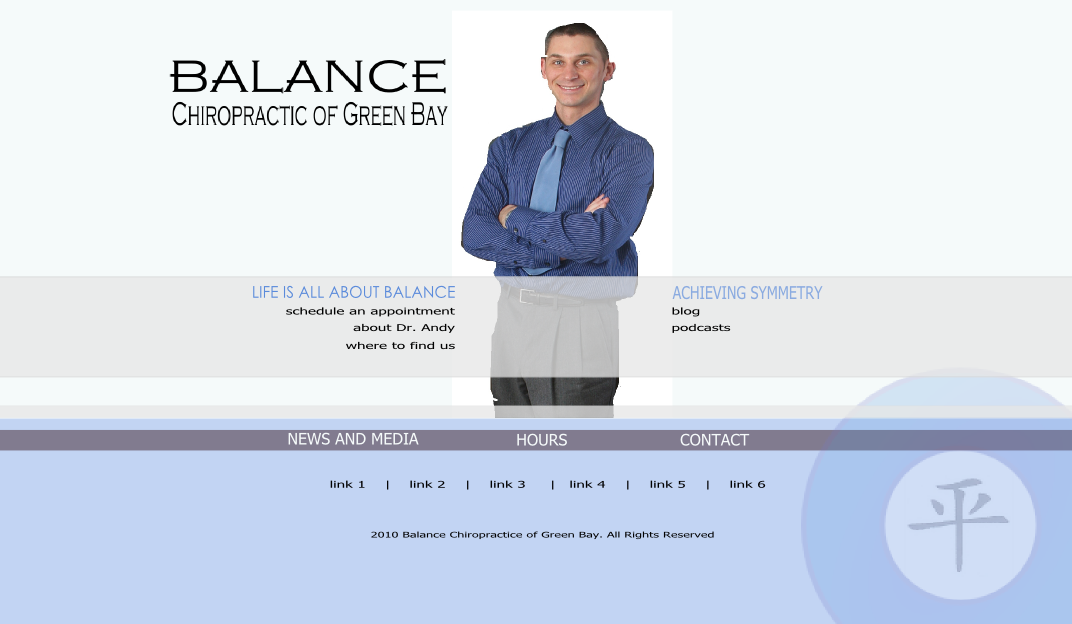 BALANCE
CHIROPRACTIC OF GREEN BAY
LIFE IS ALL ABOUT BALANCE
schedule an appointment
about Dr. Andy
where to find us
ACHIEVING SYMMETRY
blog
podcasts
NEWS AND MEDIA HOURS CONTACT
link 1 | link 2 | link 3 | link 4 | link 5 | link 6
平
2010 Balance Chiropractice of Green Bay. All Rights Reserved